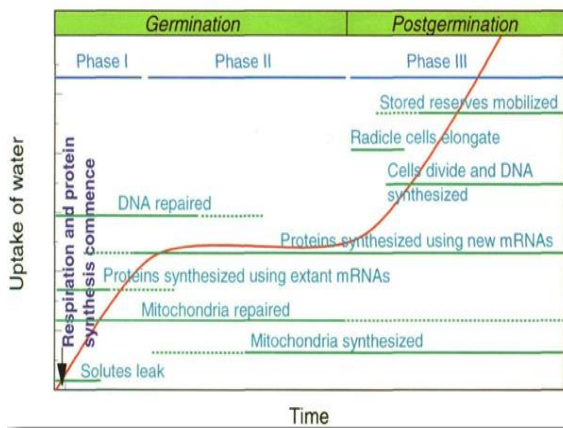 Germination
Postgermination
Phase I
Phase II
Phase III
Stored reserves mobilized
Radicle cells elongate
Cells divide and DNA
synthesized
DNA repaired
Proteins synthesized using new mRNAs
Proteins synthesized using extant mRNAs
Mitochondria repaired
Mitochondria synthesized
Solutes leak
Respiration and protein
synthesis commence
Uptake of water
Time